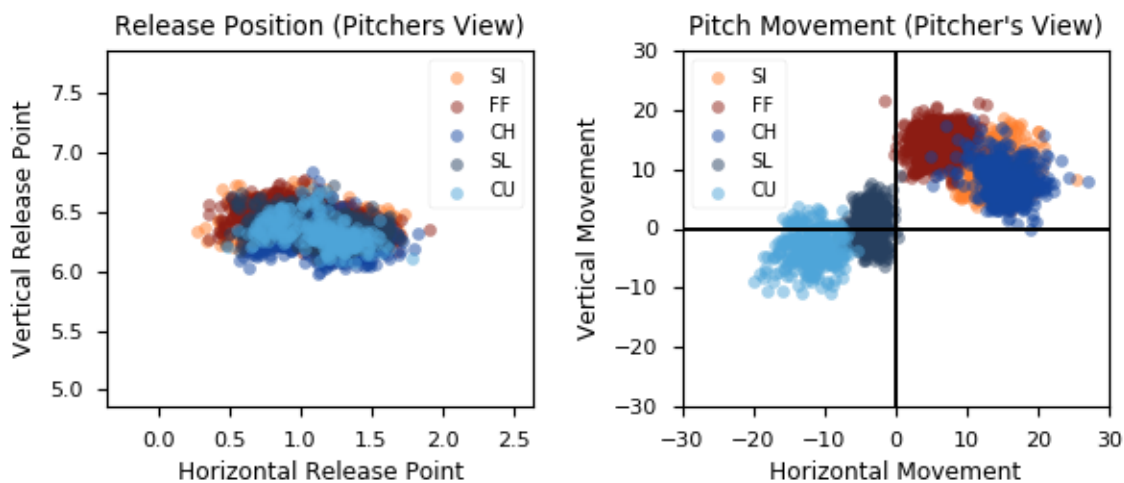 Release Position (Pitchers View)
Vertical Release Point
7.5
7.0
6.5
6.0
5.5
5.0
SI
FF
CH
SL
CU
0.0 0.5 1.0 1.5 2.0 2.5
Horizontal Release Point
Pitch Movement (Pitcher's View)
Vertical Movement
30
20
10
0
−10
−20
−30
SI
FF
CH
SL
CU
−30 −20 −10 0 10 20 30
Horizontal Movement